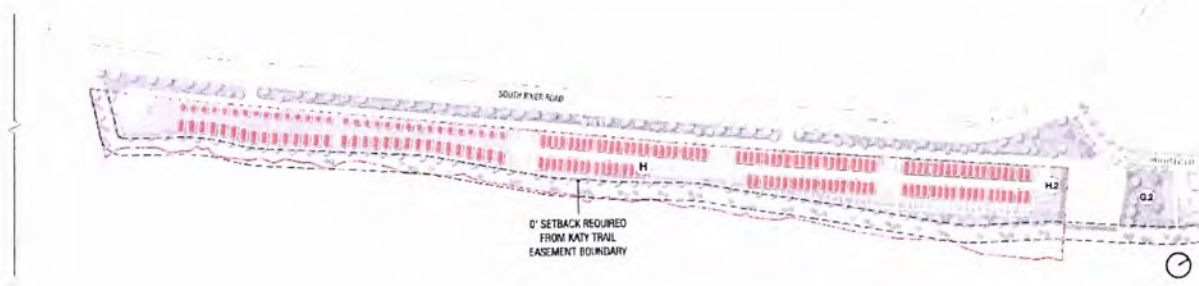 SOUTH RIVER ROAD
H
H.2
G.2
0' SETBACK REQUIRED
FROM KATY TRAIL
EASEMENT BOUNDARY